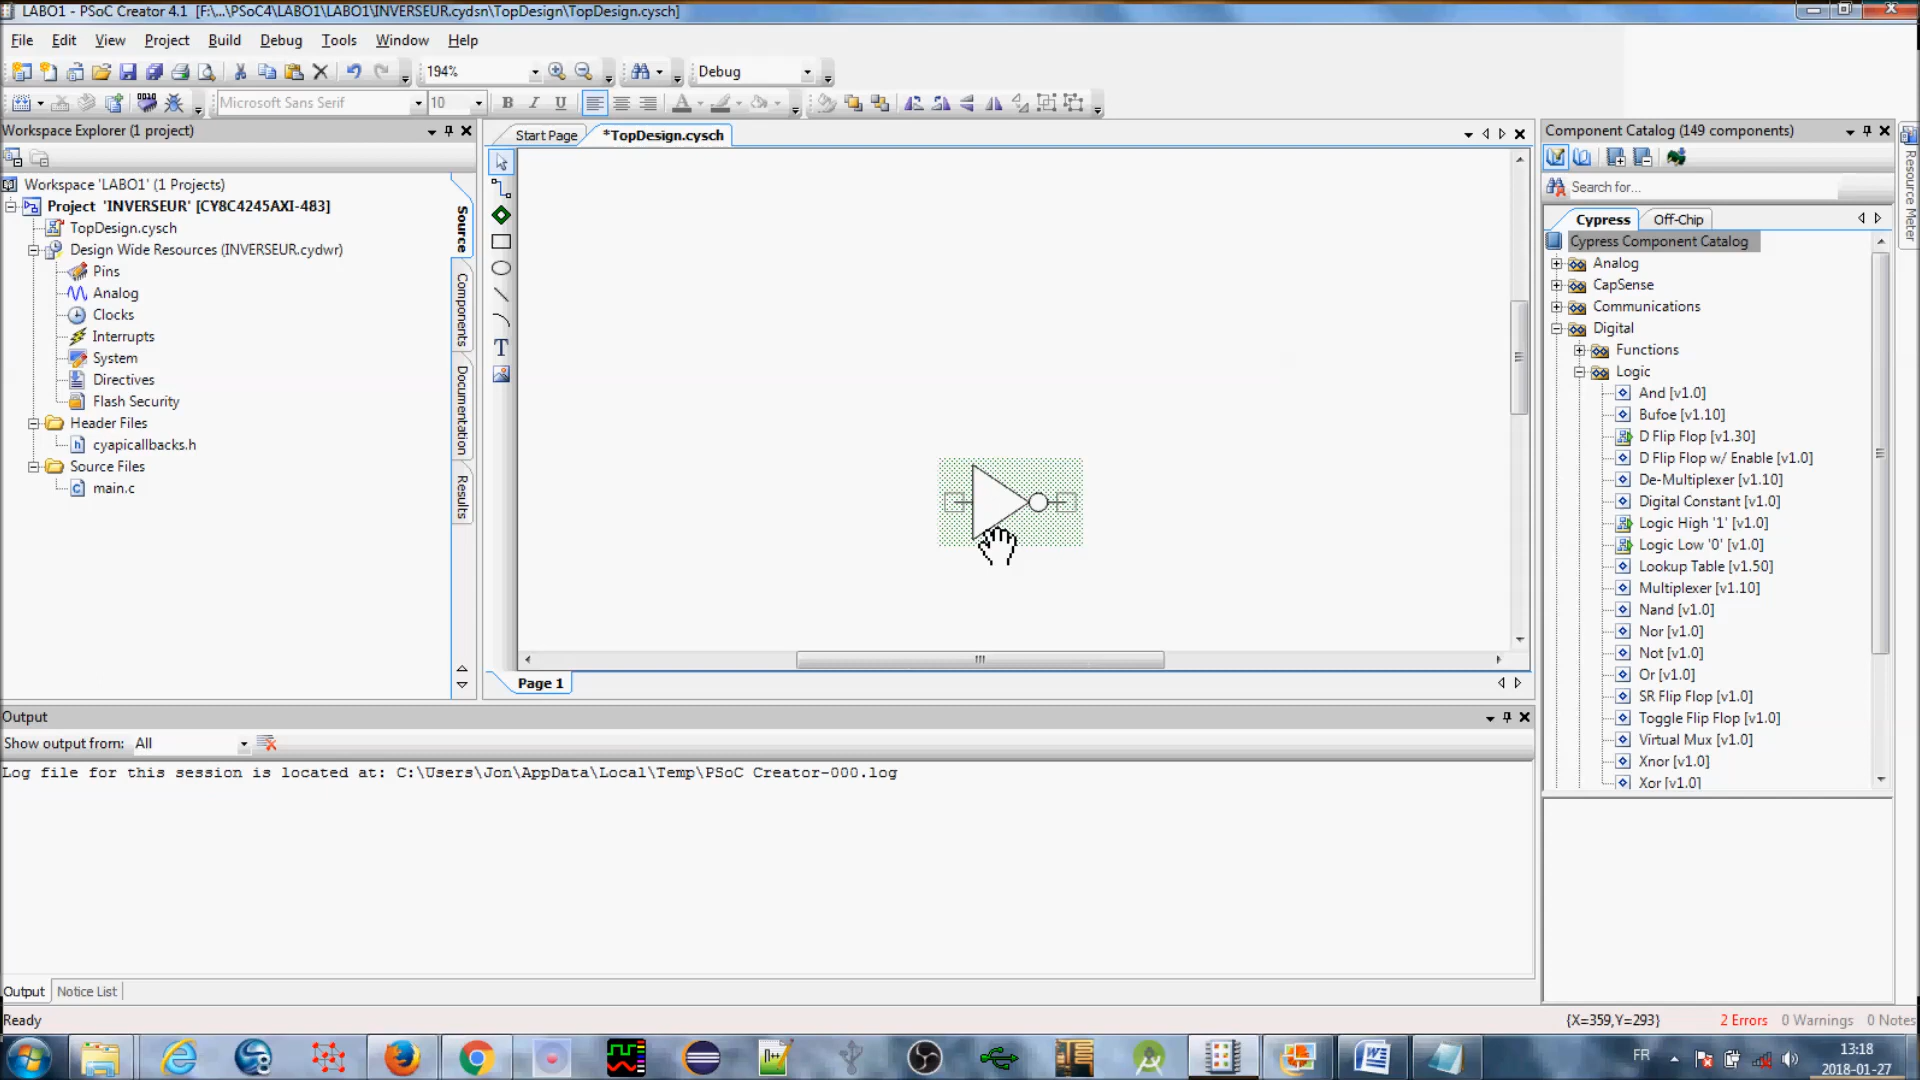 LABO1 - PSoC Creator 4.1 [F:\...\PSoC4\LABO1\LABO1\INVERSEUR.cydsn\TopDesign\TopDesign.cysch]
File Edit View Project Build Debug Tools Window Help
194% Debug
Microsoft Sans Serif 10 B I U A
Workspace Explorer (1 project)
Workspace 'LABO1' (1 Projects)
Project 'INVERSEUR' [CY8C4245AXI-483]
TopDesign.cysch
Design Wide Resources (INVERSEUR.cydwr)
Pins
Analog
Clocks
Interrupts
System
Directives
Flash Security
Header Files
cyapicallbacks.h
Source Files
main.c
Source
Components
Documentation
Results
Start Page
*TopDesign.cysch
T
Page 1
Component Catalog (149 components)
Search for...
Cypress Off-Chip
Cypress Component Catalog
Analog
CapSense
Communications
Digital
Functions
Logic
And [v1.0]
Bufoe [v1.10]
D Flip Flop [v1.30]
D Flip Flop w/ Enable [v1.0]
De-Multiplexer [v1.10]
Digital Constant [v1.0]
Logic High '1' [v1.0]
Logic Low '0' [v1.0]
Lookup Table [v1.50]
Multiplexer [v1.10]
Nand [v1.0]
Nor [v1.0]
Not [v1.0]
Or [v1.0]
SR Flip Flop [v1.0]
Toggle Flip Flop [v1.0]
Virtual Mux [v1.0]
Xnor [v1.0]
Xor [v1.0]
Resource Meter
Output
Show output from: All
Log file for this session is located at: C:\Users\Jon\AppData\Local\Temp\PSoC Creator-000.log
Output Notice List
Ready
{X=359,Y=293}
2 Errors 0 Warnings 0 Notes
FR
13:18
2018-01-27